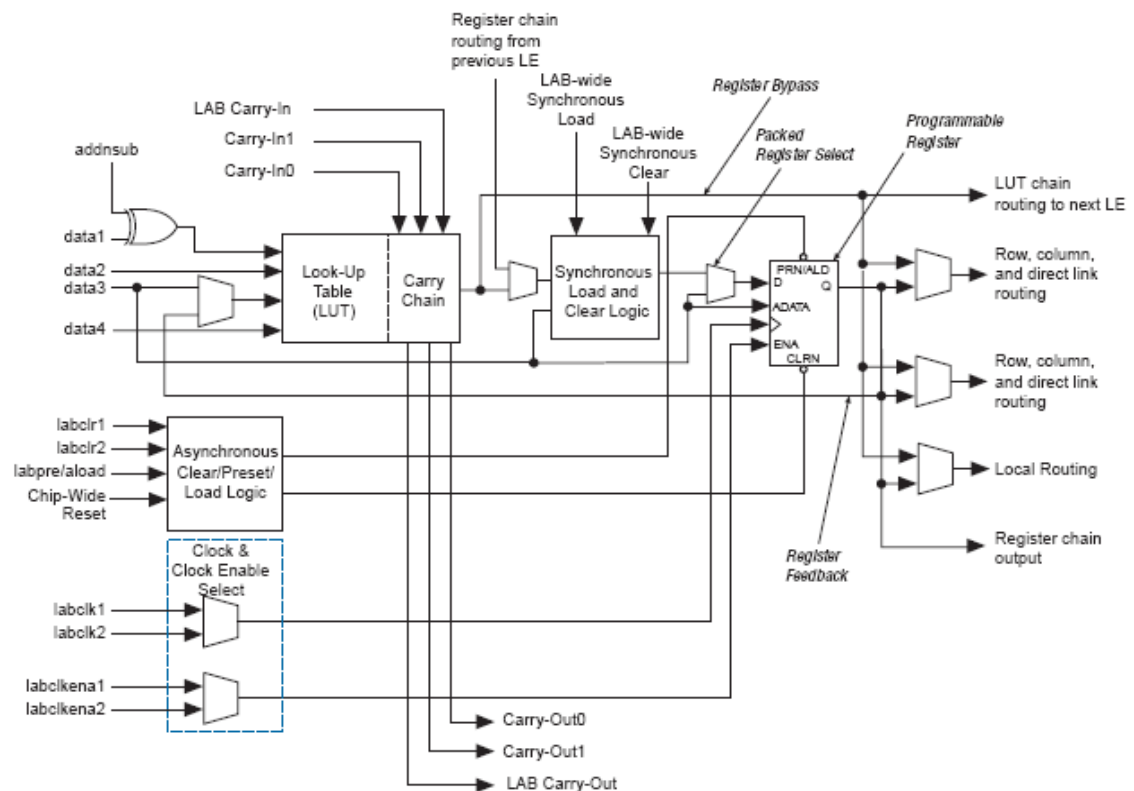 Register chain
routing from
previous LE
LAB-wide
Synchronous
Load
LAB-wide
Synchronous
Clear
Register Bypass
Packed
Register Select
Programmable
Register
LAB Carry-In
Carry-In1
Carry-In0
addnsub
data1
data2
data3
data4
Look-Up
Table
(LUT)
Carry
Chain
Synchronous
Load and
Clear Logic
PRN/ALD
D
Q
ADATA
ENA
CLRN
LUT chain
routing to next LE
Row, column,
and direct link
routing
Row, column,
and direct link
routing
Local Routing
Register chain
output
Register
Feedback
labclr1
labclr2
labpre/aload
Chip-Wide
Reset
Asynchronous
Clear/Preset/
Load Logic
Clock &
Clock Enable
Select
labclk1
labclk2
labclkena1
labclkena2
Carry-Out0
Carry-Out1
LAB Carry-Out